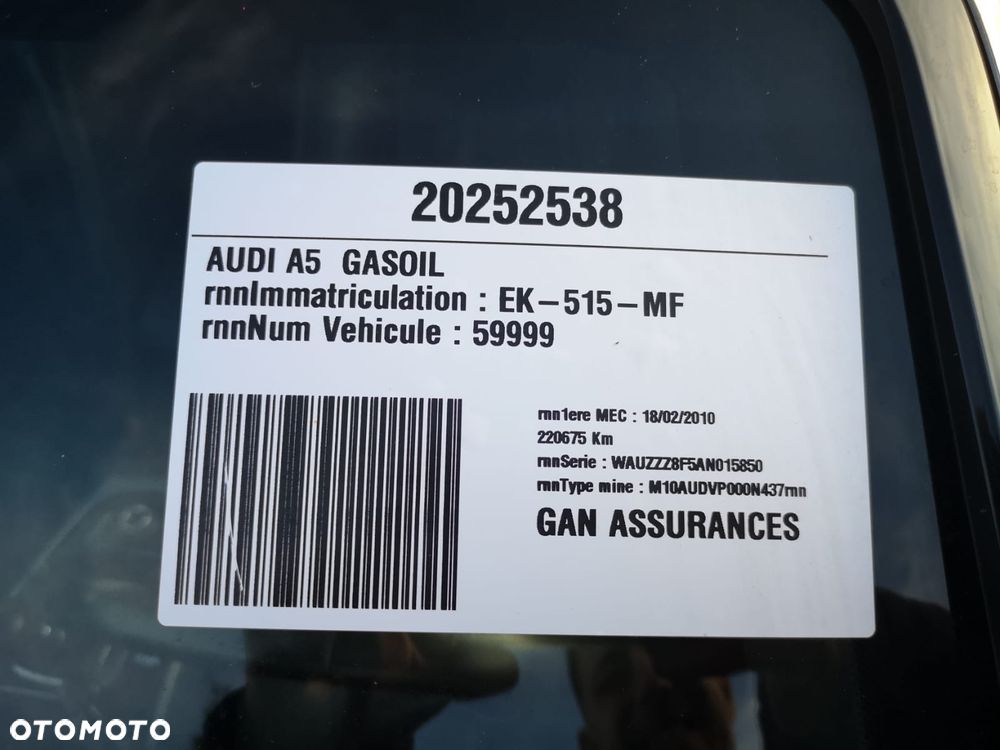 20252538
AUDI A5 GASOIL
rnnImmatriculation : EK-515-MF
rnnNum Vehicule : 59999
rnn1ere MEC : 18/02/2010
220675 Km
rnnSerie : WAUZZZ8F5AN015850
rnnType mine : M10AUDVP000N437rnn
GAN ASSURANCES
OTOMOTO